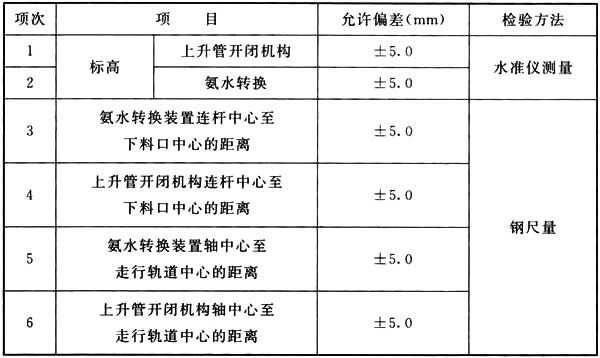 项次 项 目 允许偏差(mm) 检验方法
1 标高 上升管开闭机构 ±5.0 水准仪测量
2 氨水转换 ±5.0
3 氨水转换装置连杆中心至
下料口中心的距离 ±5.0 钢尺量
4 上升管开闭机构连杆中心至
下料口中心的距离 ±5.0
5 氨水转换装置轴中心至
走行轨道中心的距离 ±5.0
6 上升管开闭机构轴中心至
走行轨道中心的距离 ±5.0